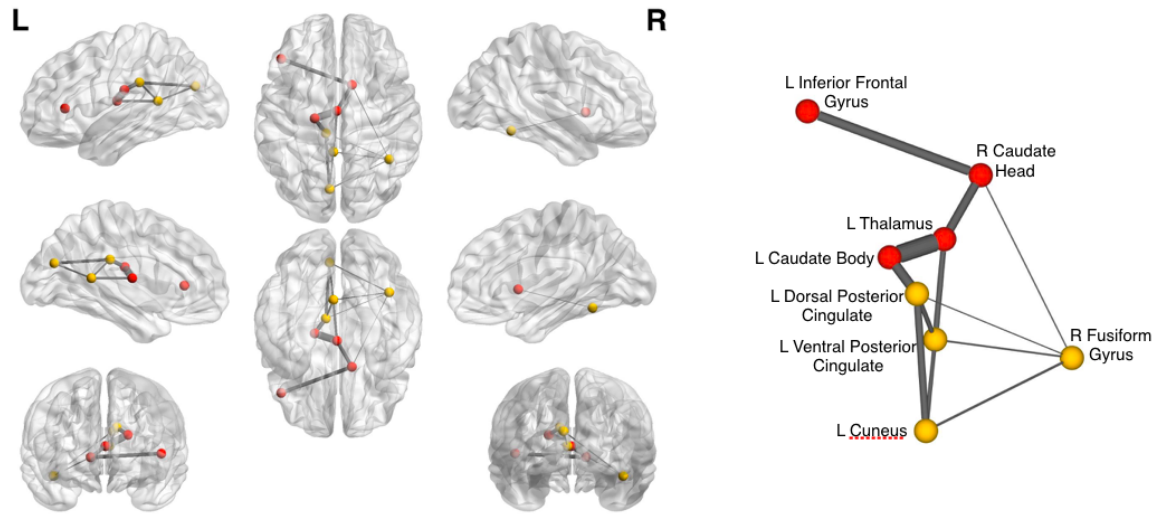 L
R
L Inferior Frontal
Gyrus
R Caudate
Head
L Thalamus
L Caudate Body
L Dorsal Posterior
Cingulate
L Ventral Posterior
Cingulate
R Fusiform
Gyrus
L Cuneus